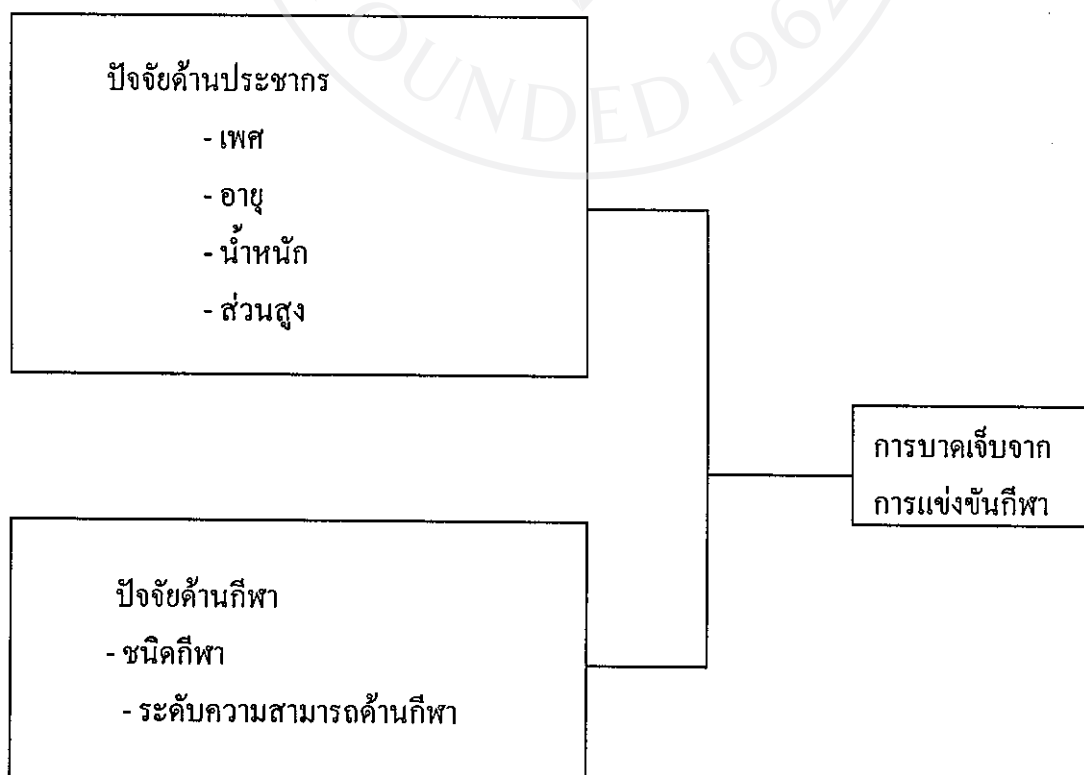 OUNDED 196
ปัจจัยด้านประชากร
- เพศ
- อายุ
- น้ำหนัก
- ส่วนสูง
การบาดเจ็บจาก
การแข่งขันกีฬา
ปัจจัยด้านกีฬา
- ชนิดกีฬา
- ระดับความสามารถด้านกีฬา